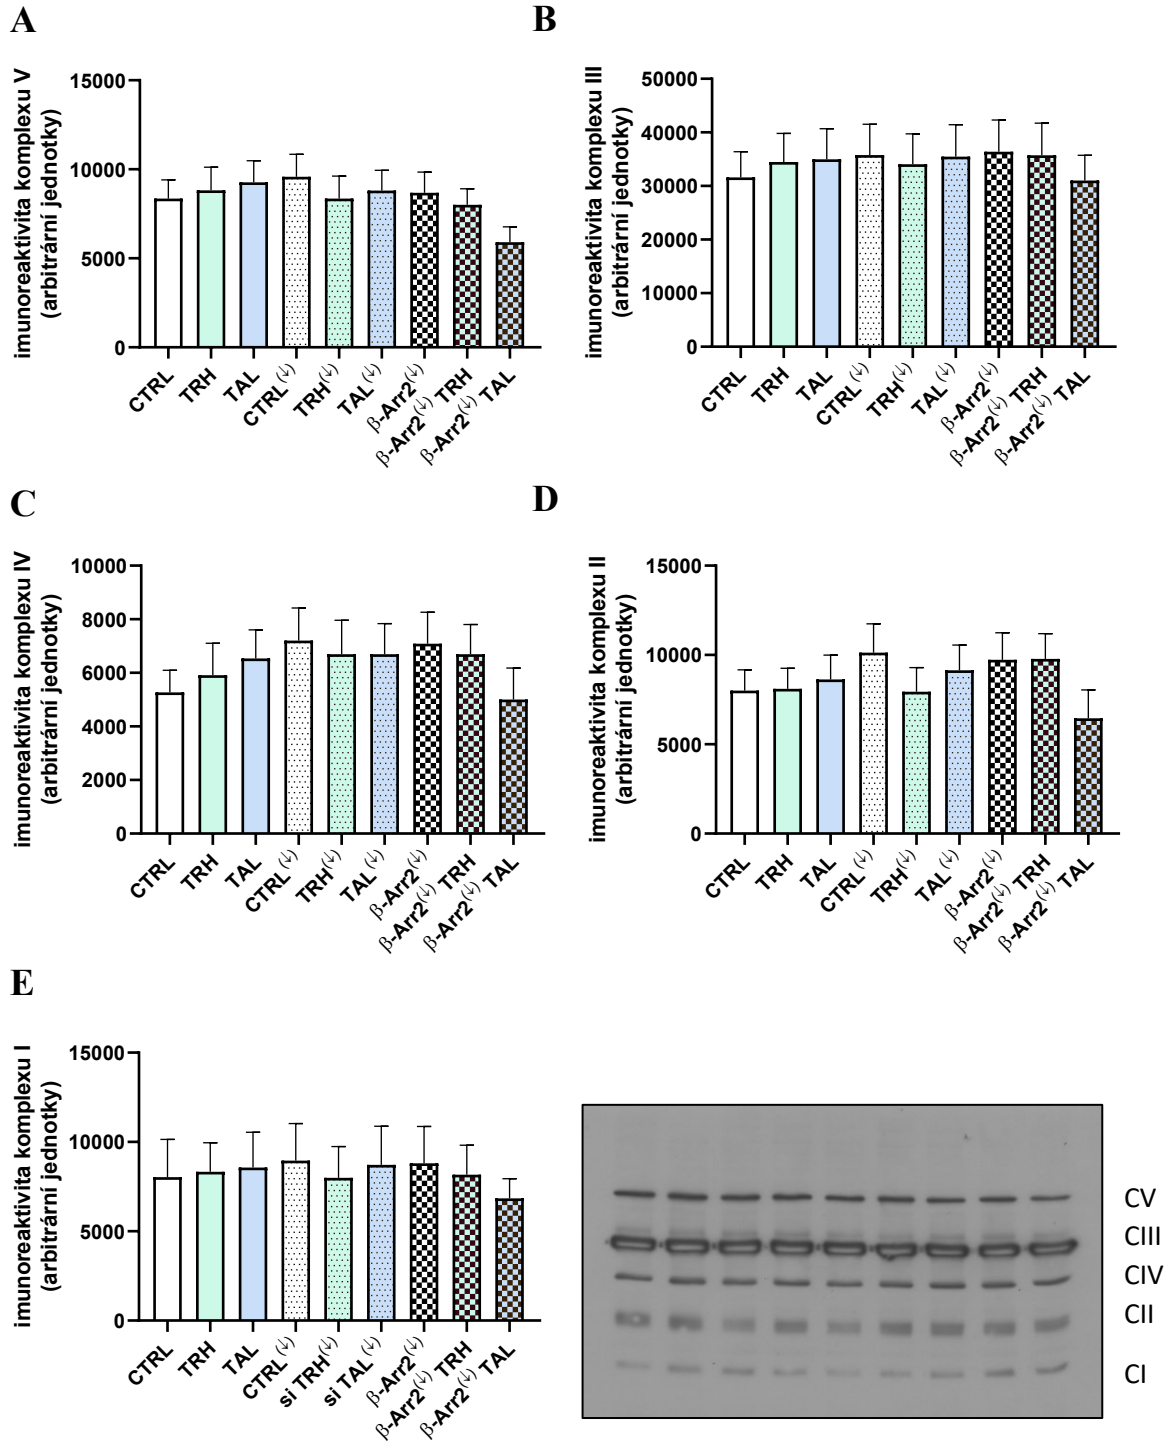 A
imunoreaktivita komplexu V
(arbitrární jednotky)
15000
10000
5000
0
CTRL
TRH
TAL
CTRL(↓)
TRH(↓)
TAL(↓)
β-Arr2(↓)
β-Arr2(↓) TRH
β-Arr2(↓) TAL
B
imunoreaktivita komplexu III
(arbitrární jednotky)
50000
40000
30000
20000
10000
0
CTRL
TRH
TAL
CTRL(↓)
TRH(↓)
TAL(↓)
β-Arr2(↓)
β-Arr2(↓) TRH
β-Arr2(↓) TAL
C
imunoreaktivita komplexu IV
(arbitrární jednotky)
10000
8000
6000
4000
2000
0
CTRL
TRH
TAL
CTRL(↓)
TRH(↓)
TAL(↓)
β-Arr2(↓)
β-Arr2(↓) TRH
β-Arr2(↓) TAL
D
imunoreaktivita komplexu II
(arbitrární jednotky)
15000
10000
5000
0
CTRL
TRH
TAL
CTRL(↓)
TRH(↓)
TAL(↓)
β-Arr2(↓)
β-Arr2(↓) TRH
β-Arr2(↓) TAL
E
imunoreaktivita komplexu I
(arbitrární jednotky)
15000
10000
5000
0
CTRL
TRH
TAL
CTRL(↓)
si TRH(↓)
si TAL(↓)
β-Arr2(↓)
β-Arr2(↓) TRH
β-Arr2(↓) TAL
CV
CIII
CIV
CII
CI